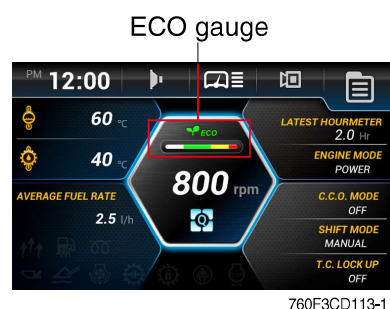 ECO gauge
PM 12:00
60 ℃
ECO
LATEST HOURMETER
2.0 Hr
40 ℃
ENGINE MODE
POWER
800 rpm
AVERAGE FUEL RATE
2.5 l/h
C.C.O. MODE
OFF
Q
SHIFT MODE
MANUAL
T.C. LOCK UP
OFF
760F3CD113-1